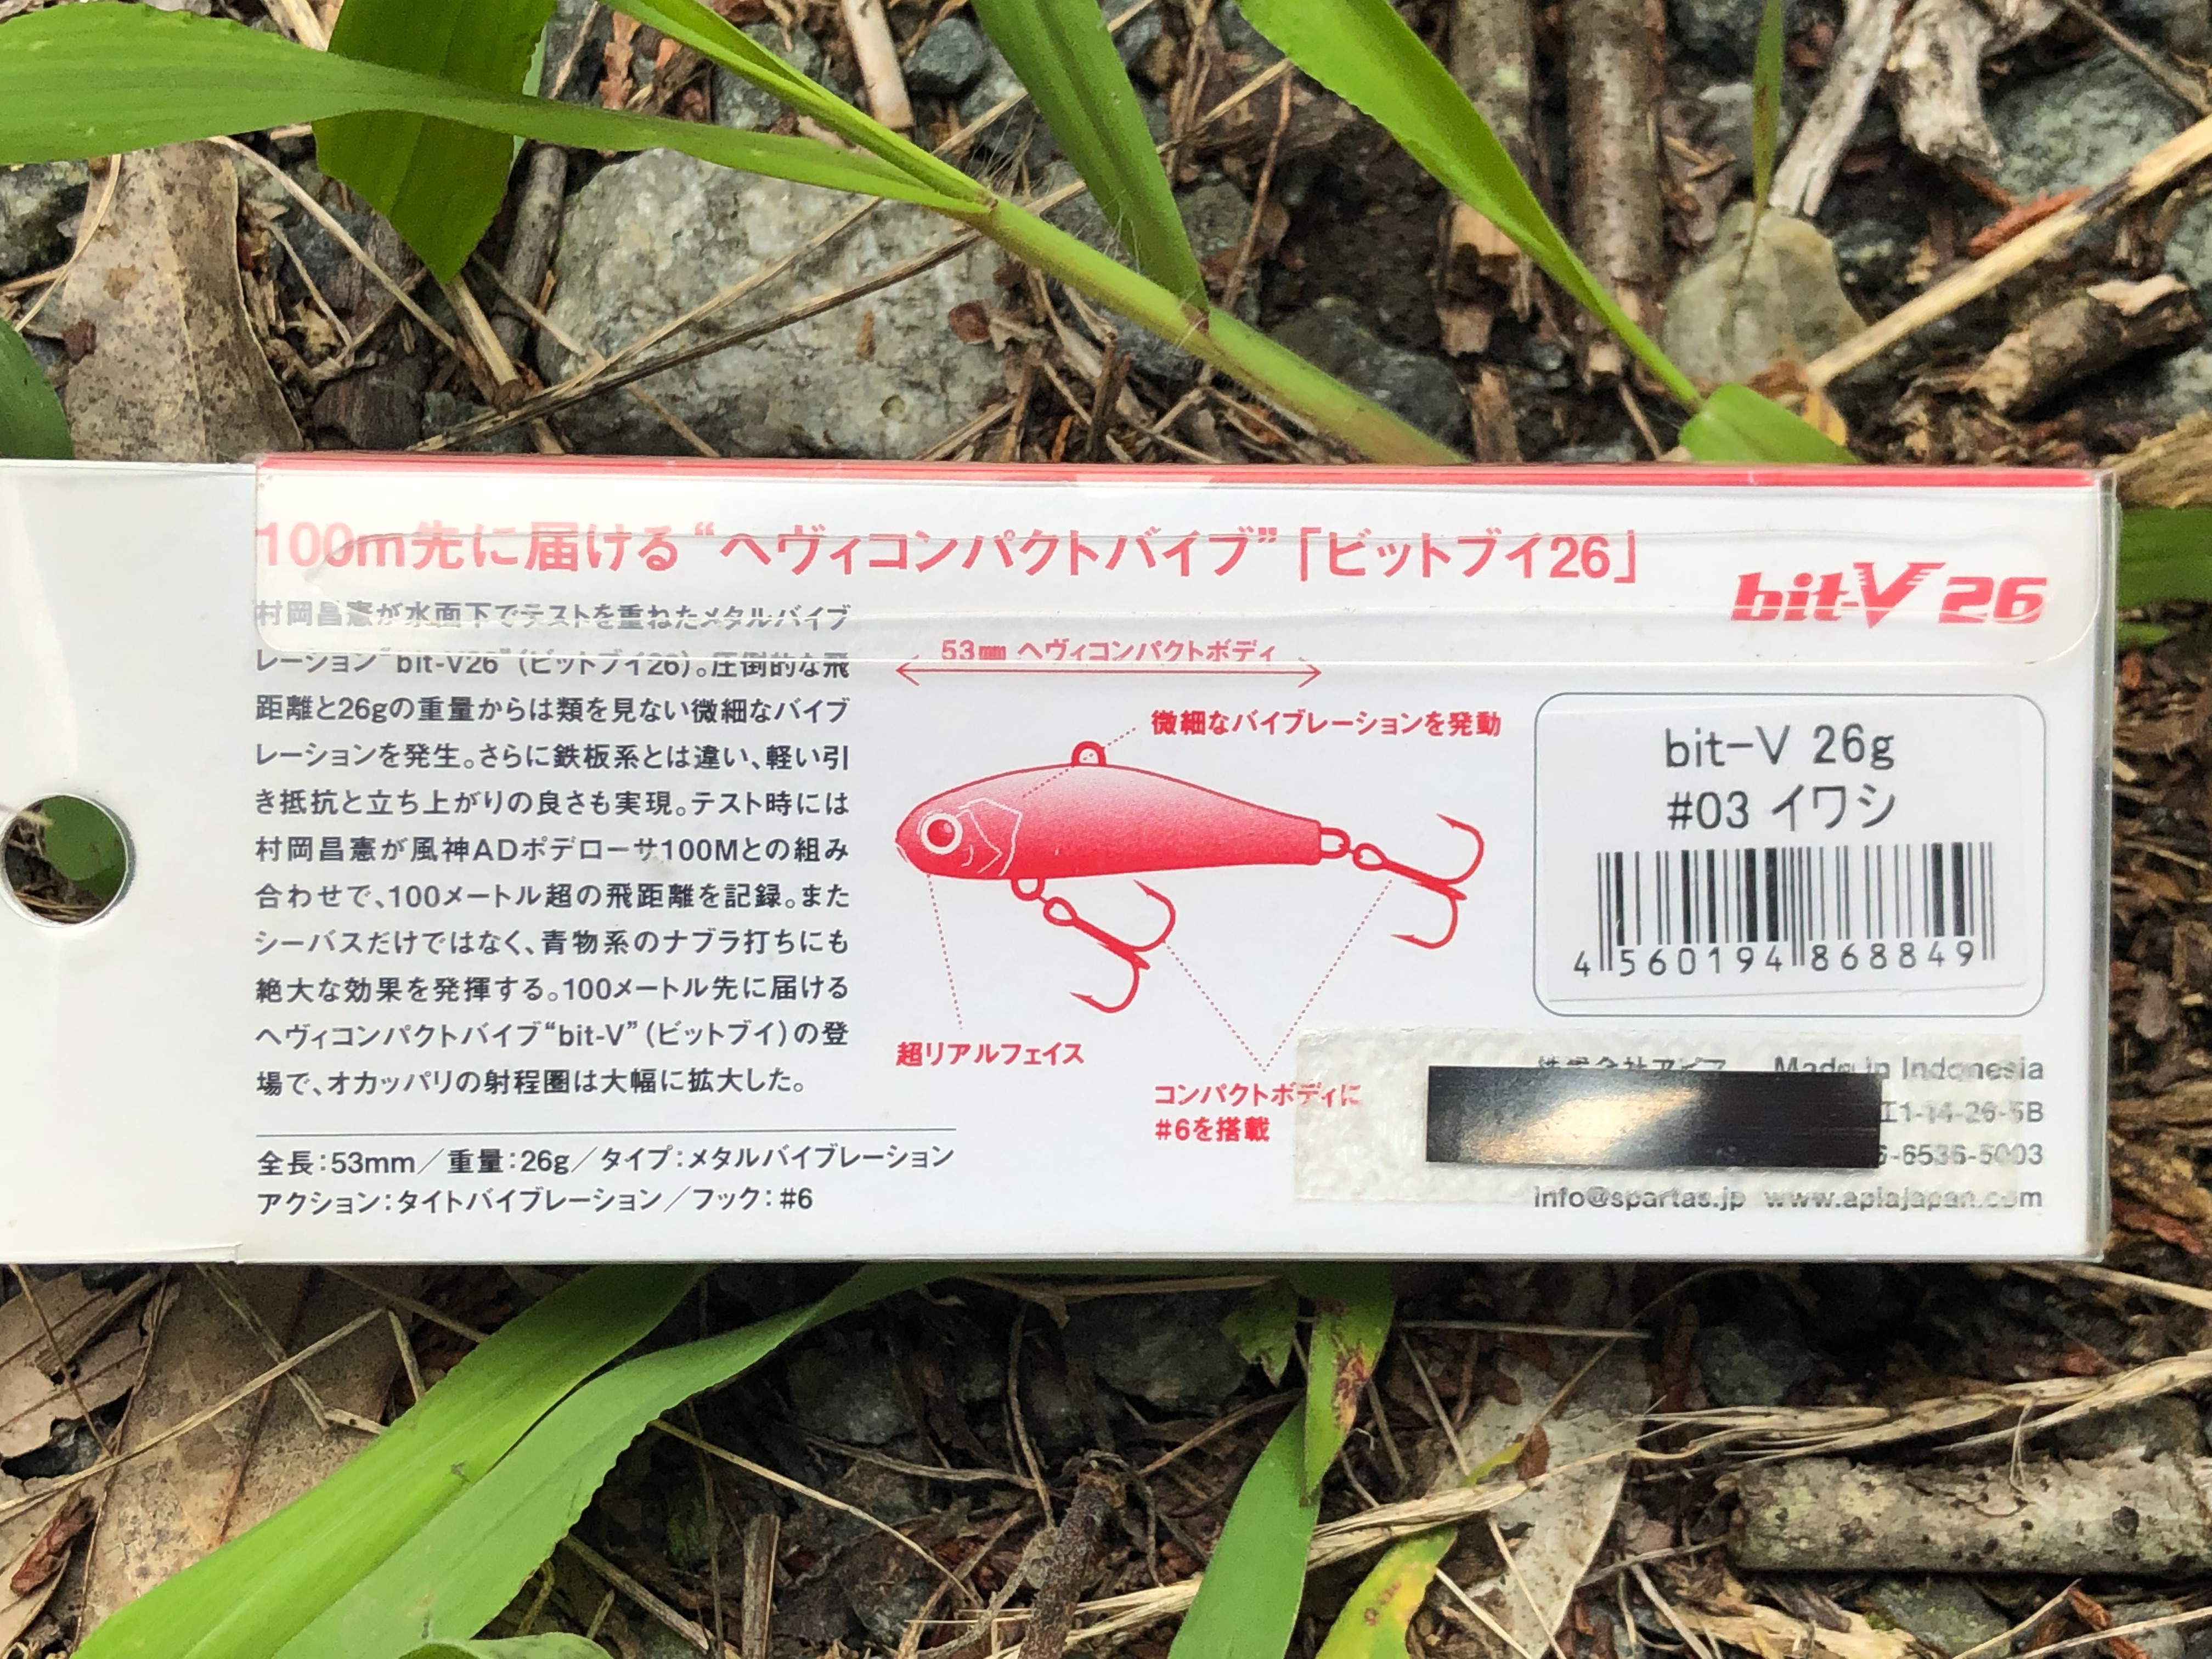 100m先に届ける“ヘヴィコンパクトバイブ”「ビットブイ26」
bit-V 26
村岡昌憲が水面下でテストを重ねたメタルバイブ
レーション“bit-V26”(ビットブイ26)。圧倒的な飛
距離と26gの重量からは類を見ない微細なバイブ
レーションを発生。さらに鉄板系とは違い、軽い引
き抵抗と立ち上がりの良さも実現。テスト時には
村岡昌憲が風神ADポデローサ100Mとの組み
合わせで、100メートル超の飛距離を記録。また
シーバスだけではなく、青物系のナブラ打ちにも
絶大な効果を発揮する。100メートル先に届ける
ヘヴィコンパクトバイブ“bit-V”(ビットブイ)の登
場で、オカッパリの射程圏は大幅に拡大した。
全長:53mm/重量:26g/タイプ:メタルバイブレーション
アクション:タイトバイブレーション/フック:#6
53mm ヘヴィコンパクトボディ
微細なバイブレーションを発動
超リアルフェイス
コンパクトボディに
#6を搭載
bit-V 26g
#03 イワシ
4560194868849
株式会社アピア Made in Indonesia
1-14-26-5B
6-6536-5003
info@spartas.jp www.apiajapan.com